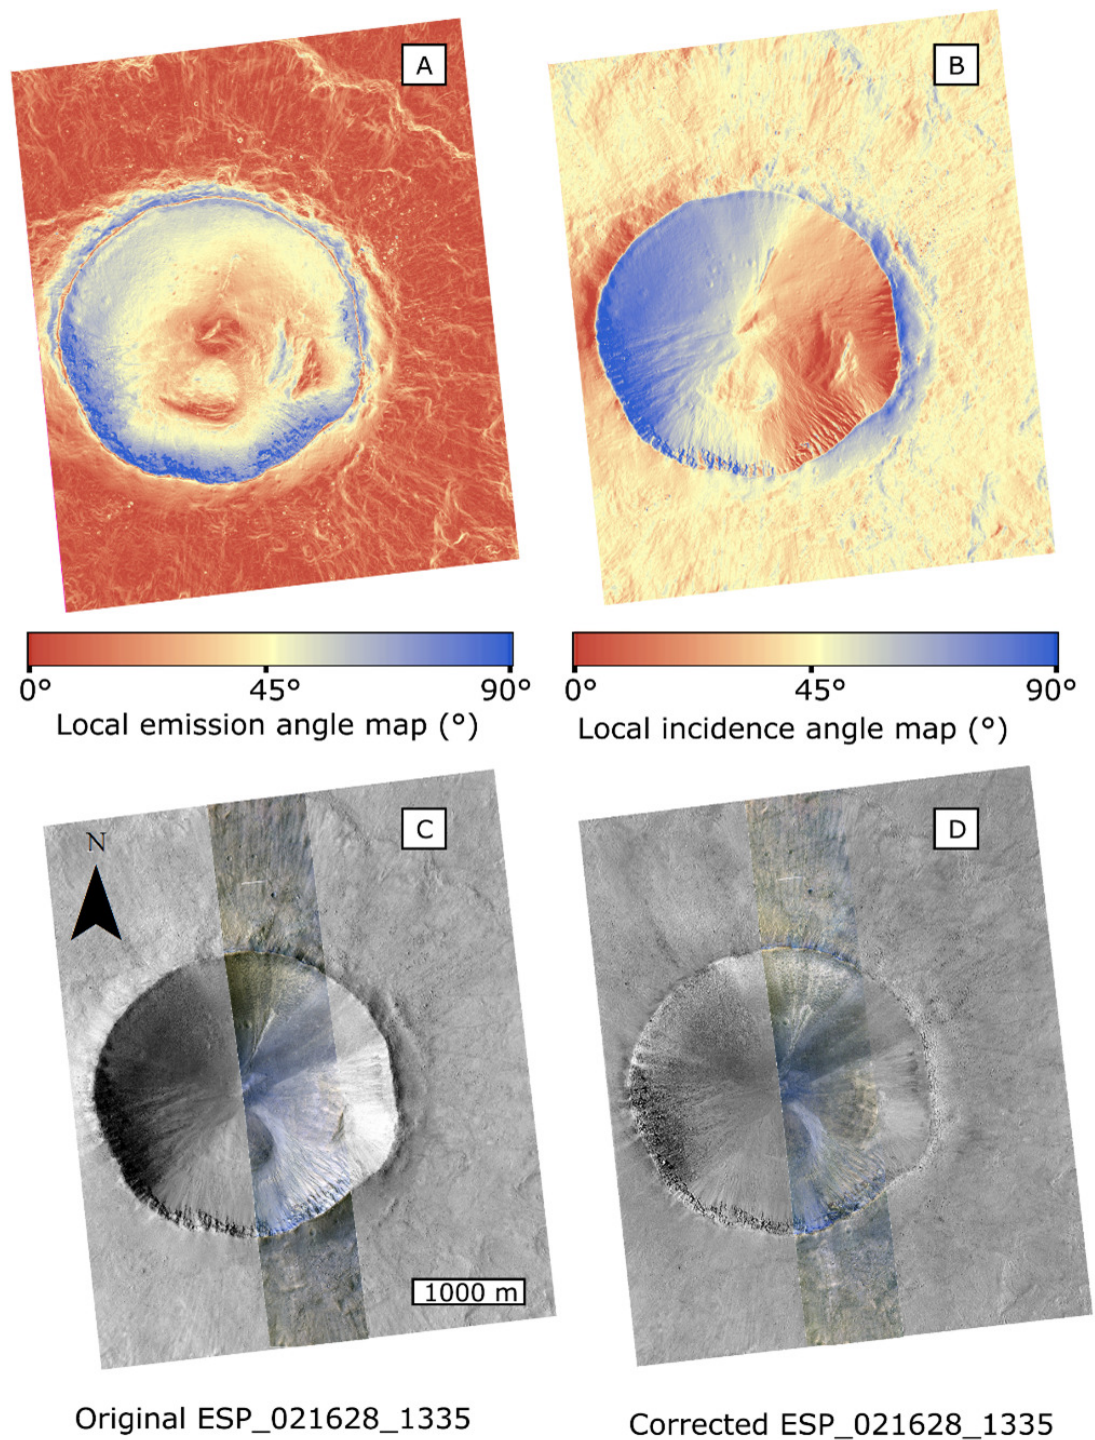 A
B
0° 45° 90°
Local emission angle map (°)
0° 45° 90°
Local incidence angle map (°)
C
D
N
1000 m
Original ESP_021628_1335
Corrected ESP_021628_1335